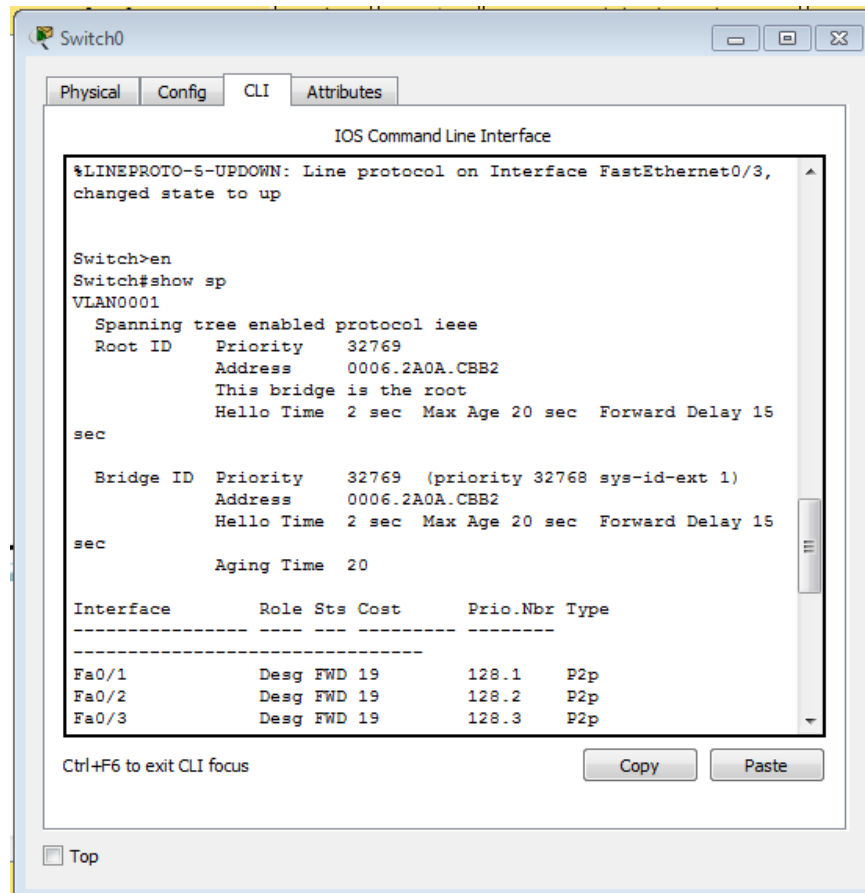 Switch0
Physical Config CLI Attributes
IOS Command Line Interface
%LINEPROTO-5-UPDOWN: Line protocol on Interface FastEthernet0/3,
changed state to up
Switch>en
Switch#show sp
VLAN0001
  Spanning tree enabled protocol ieee
  Root ID    Priority    32769
             Address     0006.2A0A.CBB2
             This bridge is the root
             Hello Time  2 sec  Max Age 20 sec  Forward Delay 15
sec
  Bridge ID  Priority    32769  (priority 32768 sys-id-ext 1)
             Address     0006.2A0A.CBB2
             Hello Time  2 sec  Max Age 20 sec  Forward Delay 15
sec
             Aging Time  20
Interface        Role Sts Cost      Prio.Nbr Type
---------------- ---- --- --------- --------
--------------------------------
Fa0/1            Desg FWD 19        128.1    P2p
Fa0/2            Desg FWD 19        128.2    P2p
Fa0/3            Desg FWD 19        128.3    P2p
Ctrl+F6 to exit CLI focus Copy Paste
Top